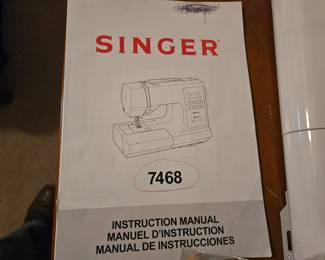 SINGER
7468
INSTRUCTION MANUAL
MANUEL D'INSTRUCTION
MANUAL DE INSTRUCCIONES